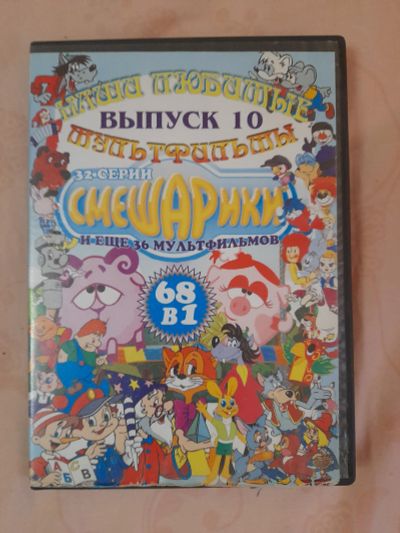 НАШИ ЛЮБИМЫЕ
ВЫПУСК 10
МУЛЬТФИЛЬМЫ
32 СЕРИИ
СМЕШАРИКИ
И ЕЩЕ 36 МУЛЬТФИЛЬМОВ
68
В 1
А
Б В